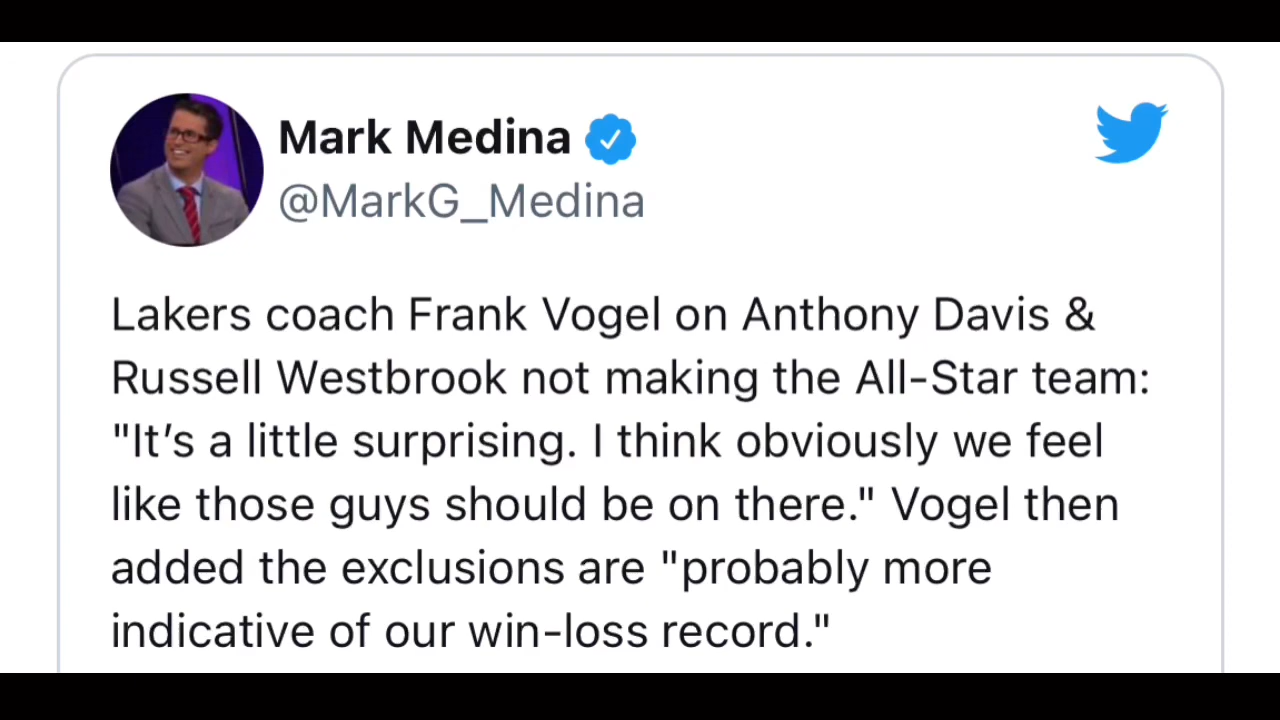 Mark Medina
@MarkG_Medina
Lakers coach Frank Vogel on Anthony Davis &
Russell Westbrook not making the All-Star team:
"It’s a little surprising. I think obviously we feel
like those guys should be on there." Vogel then
added the exclusions are "probably more
indicative of our win-loss record."